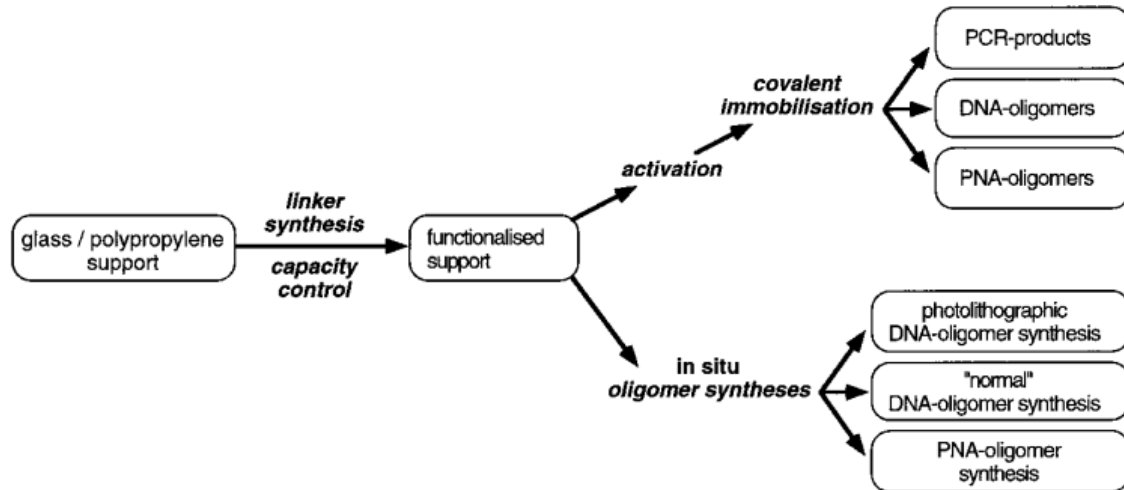 glass / polypropylene
support
linker
synthesis
capacity
control
functionalised
support
activation
covalent
immobilisation
PCR-products
DNA-oligomers
PNA-oligomers
in situ
oligomer syntheses
photolithographic
DNA-oligomer synthesis
"normal"
DNA-oligomer synthesis
PNA-oligomer
synthesis